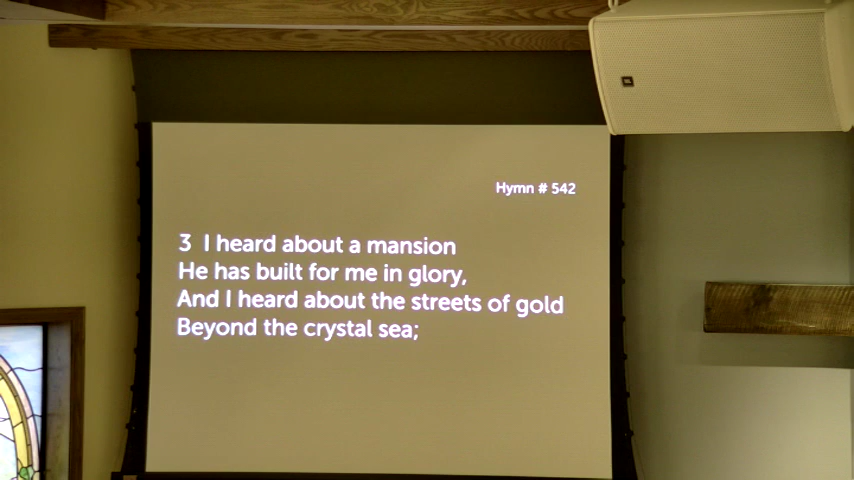 Hymn # 542
3 I heard about a mansion
He has built for me in glory,
And I heard about the streets of gold
Beyond the crystal sea;